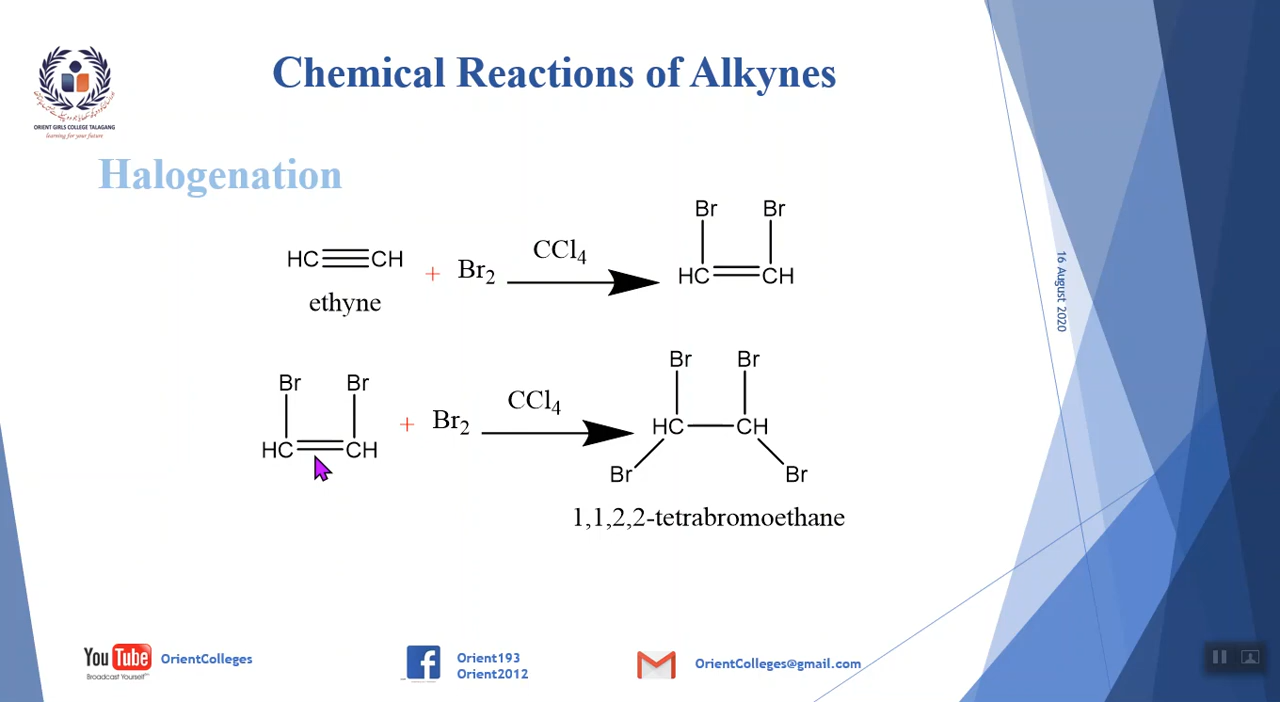 Chemical Reactions of Alkynes
ORIENT GIRLS COLLEGE TALAGANG
learning for your future
Halogenation
HC≡CH + Br₂ CCl₄
ethyne
Br Br
HC=CH
16 August 2020
Br Br
HC=CH + Br₂ CCl₄
Br Br
HC—CH
Br Br
1,1,2,2-tetrabromoethane
You Tube
Broadcast Yourself™
OrientColleges
f
Orient193
Orient2012
OrientColleges@gmail.com